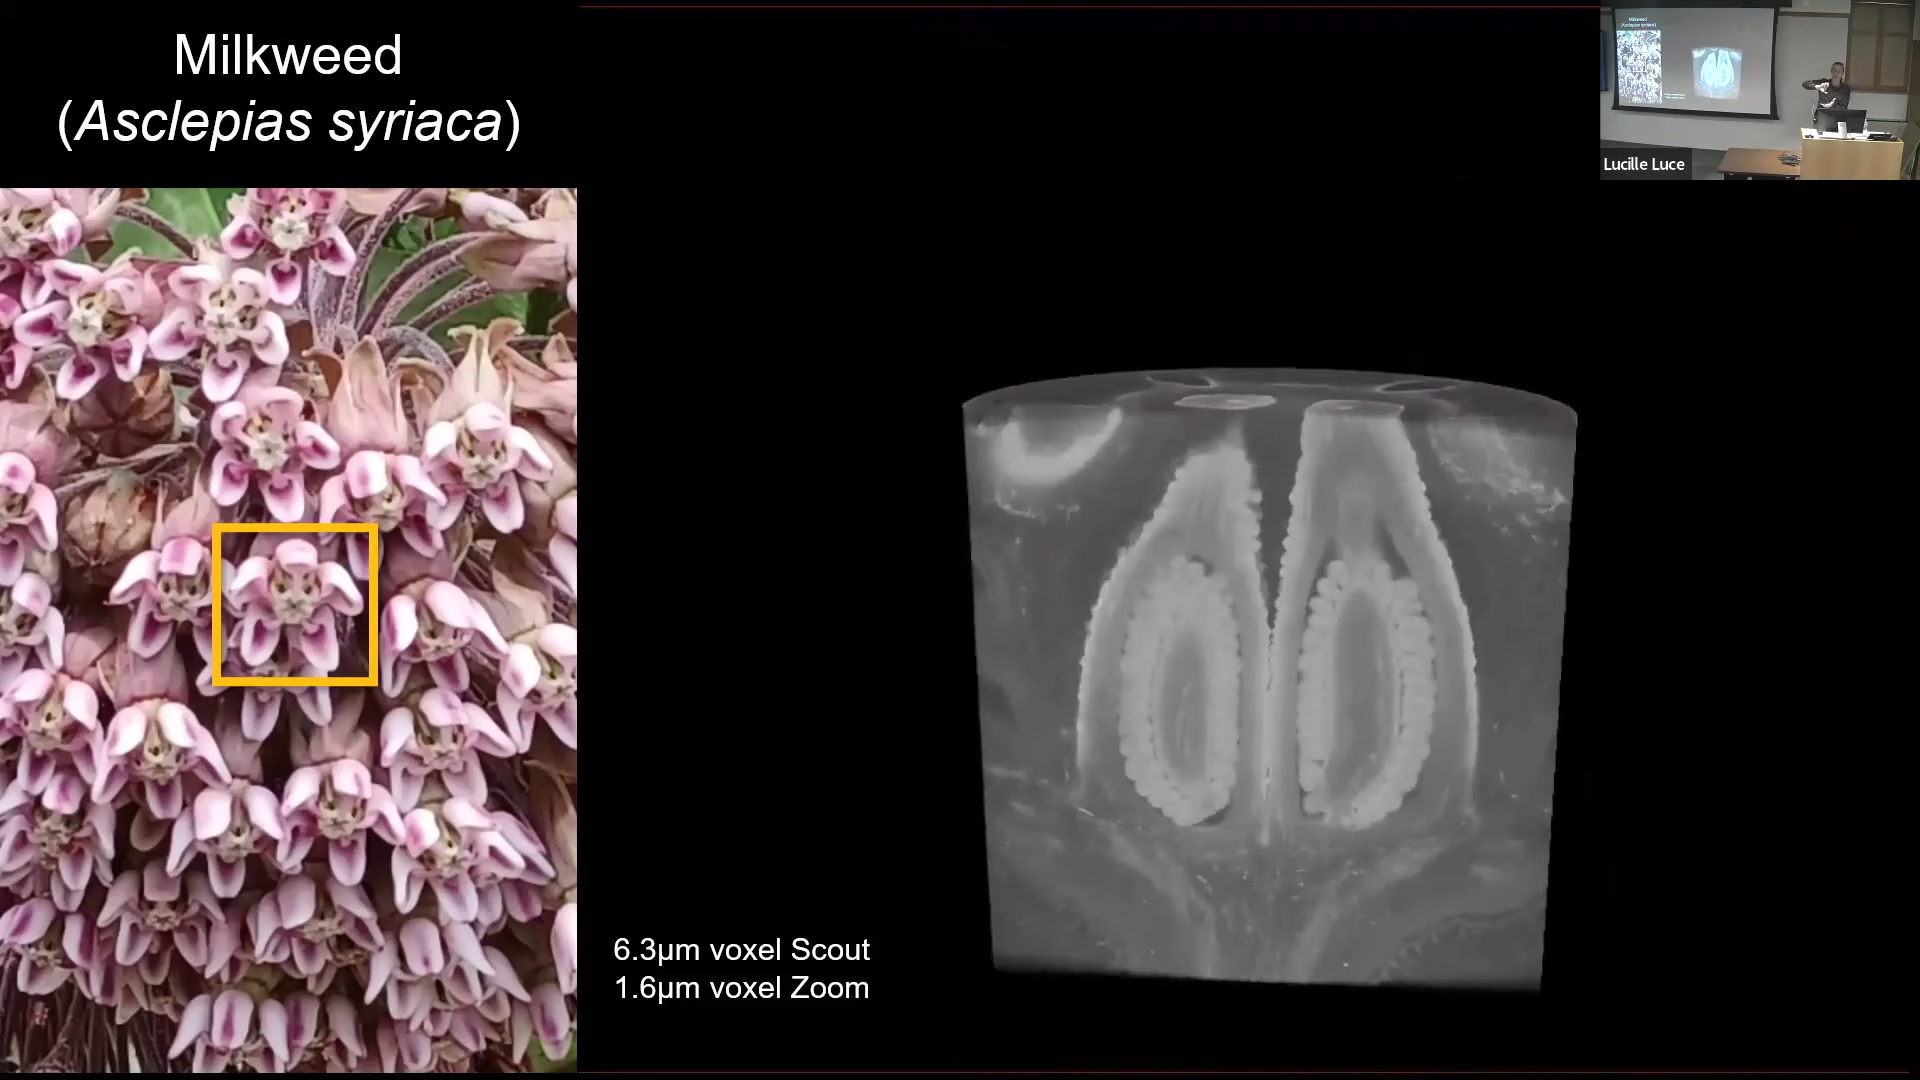 Milkweed
(Asclepias syriaca)
Lucille Luce
6.3µm voxel Scout
1.6µm voxel Zoom